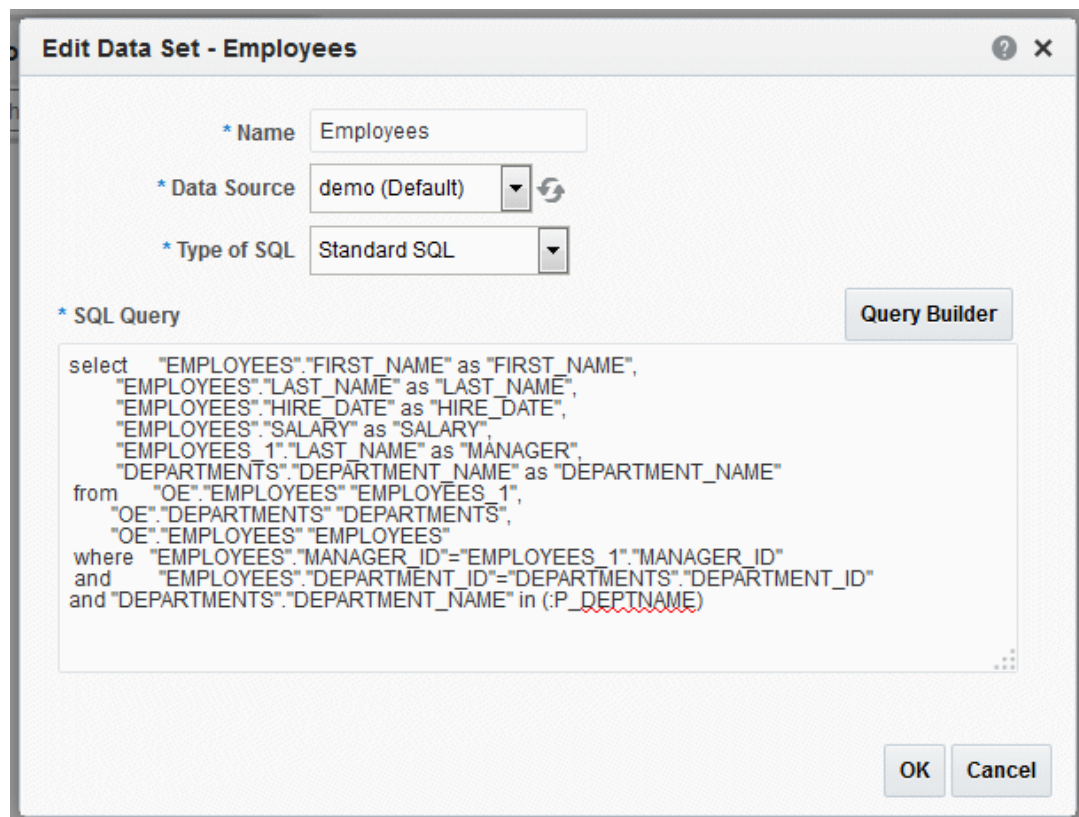 Edit Data Set - Employees
* Name Employees
* Data Source demo (Default)
* Type of SQL Standard SQL
* SQL Query
Query Builder
select "EMPLOYEES"."FIRST_NAME" as "FIRST_NAME",
"EMPLOYEES"."LAST_NAME" as "LAST_NAME",
"EMPLOYEES"."HIRE_DATE" as "HIRE_DATE",
"EMPLOYEES"."SALARY" as "SALARY",
"EMPLOYEES_1"."LAST_NAME" as "MANAGER",
"DEPARTMENTS"."DEPARTMENT_NAME" as "DEPARTMENT_NAME"
from "OE"."EMPLOYEES" "EMPLOYEES_1",
"OE"."DEPARTMENTS" "DEPARTMENTS",
"OE"."EMPLOYEES" "EMPLOYEES"
where "EMPLOYEES"."MANAGER_ID"="EMPLOYEES_1"."MANAGER_ID"
and "EMPLOYEES"."DEPARTMENT_ID"="DEPARTMENTS"."DEPARTMENT_ID"
and "DEPARTMENTS"."DEPARTMENT_NAME" in (:P_DEPTNAME)
OK Cancel